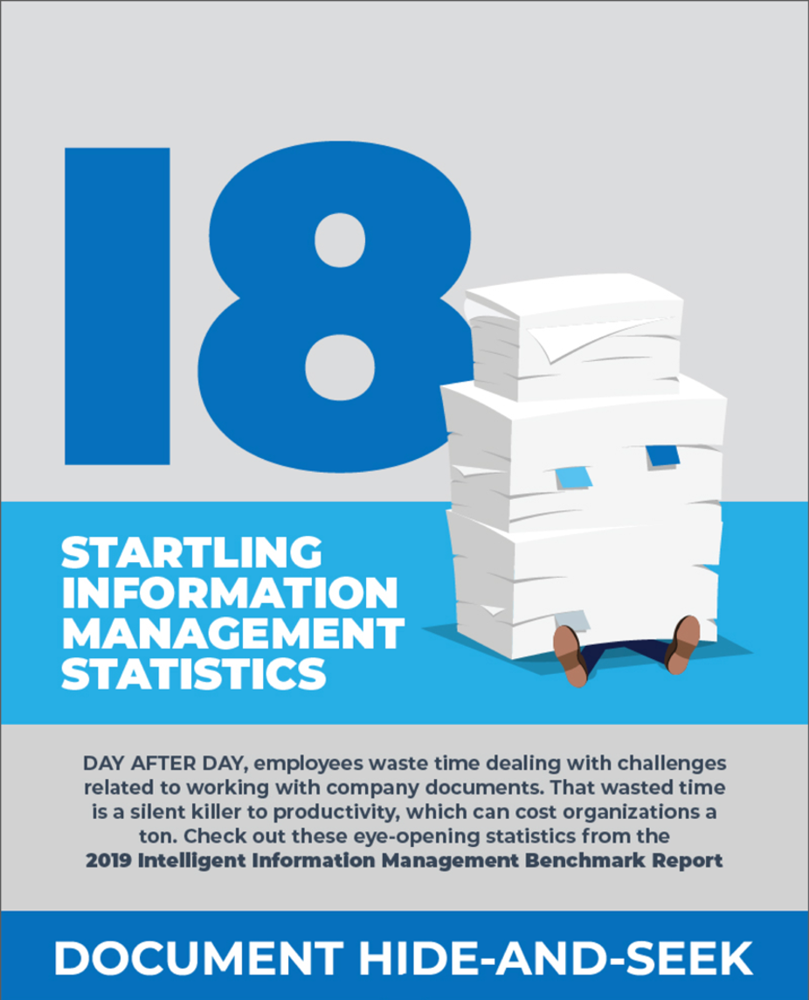 18
STARTLING
INFORMATION
MANAGEMENT
STATISTICS
DAY AFTER DAY, employees waste time dealing with challenges
related to working with company documents. That wasted time
is a silent killer to productivity, which can cost organizations a
ton. Check out these eye-opening statistics from the
2019 Intelligent Information Management Benchmark Report
DOCUMENT HIDE-AND-SEEK